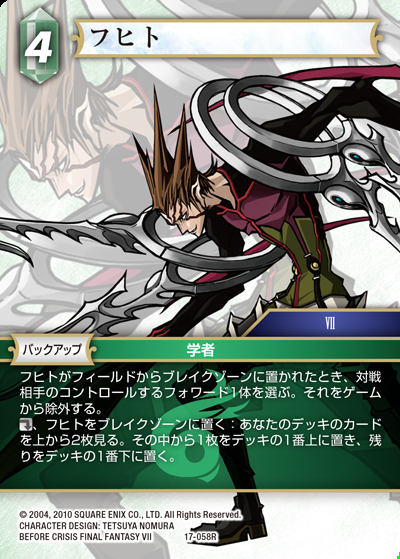 4
フヒト
VII
バックアップ
学者
フヒトがフィールドからブレイクゾーンに置かれたとき、対戦
相手のコントロールするフォワード1体を選ぶ。それをゲーム
から除外する。
、フヒトをブレイクゾーンに置く：あなたのデッキのカード
を上から2枚見る。その中から1枚をデッキの1番上に置き、残
りをデッキの1番下に置く。
© 2004, 2010 SQUARE ENIX CO., LTD. All Rights Reserved.
CHARACTER DESIGN: TETSUYA NOMURA
BEFORE CRISIS FINAL FANTASY VII
17-058R